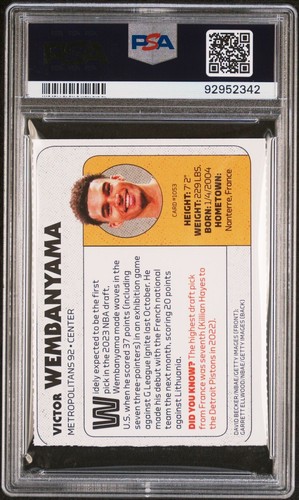 PSA
92952342
VICTOR
WEMBANYAMA
METROPOLITANS 92 • CENTER
CARD #1053
HEIGHT: 7'2"
WEIGHT: 229 LBS.
BORN: 1/4/2004
HOMETOWN:
Nanterre, France
Widely expected to be the first
pick in the 2023 NBA draft,
Wembanyama made waves in the
U.S. when he scored 37 points (including
seven three-pointers) in an exhibition game
against G League Ignite last October. He
made his debut with the French national
team the next month, scoring 20 points
against Lithuania.
DID YOU KNOW? The highest draft pick
from France was seventh (Killian Hayes to
the Detroit Pistons in 2022).
DAVID BECKER/NBAE/GETTY IMAGES (FRONT);
GARRETT ELLWOOD/NBAE/GETTY IMAGES (BACK)